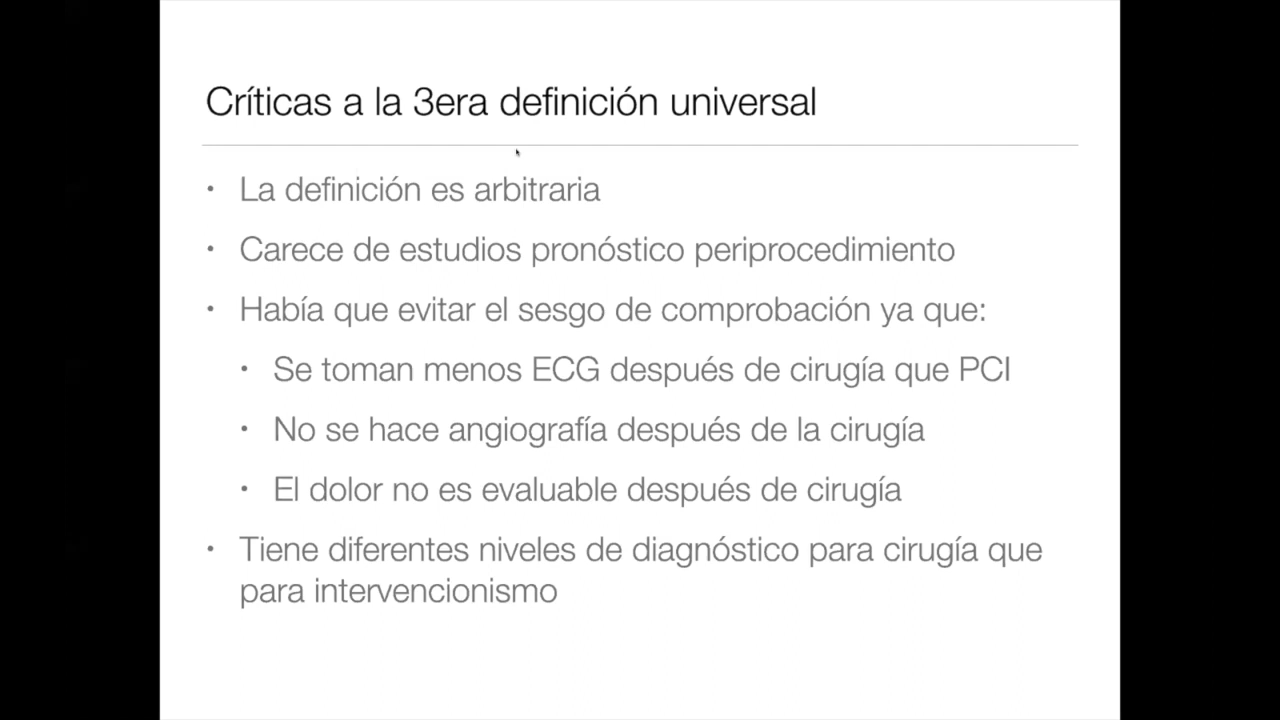 Críticas a la 3era definición universal
• La definición es arbitraria
• Carece de estudios pronóstico periprocedimiento
• Había que evitar el sesgo de comprobación ya que:
• Se toman menos ECG después de cirugía que PCI
• No se hace angiografía después de la cirugía
• El dolor no es evaluable después de cirugía
• Tiene diferentes niveles de diagnóstico para cirugía que
para intervencionismo